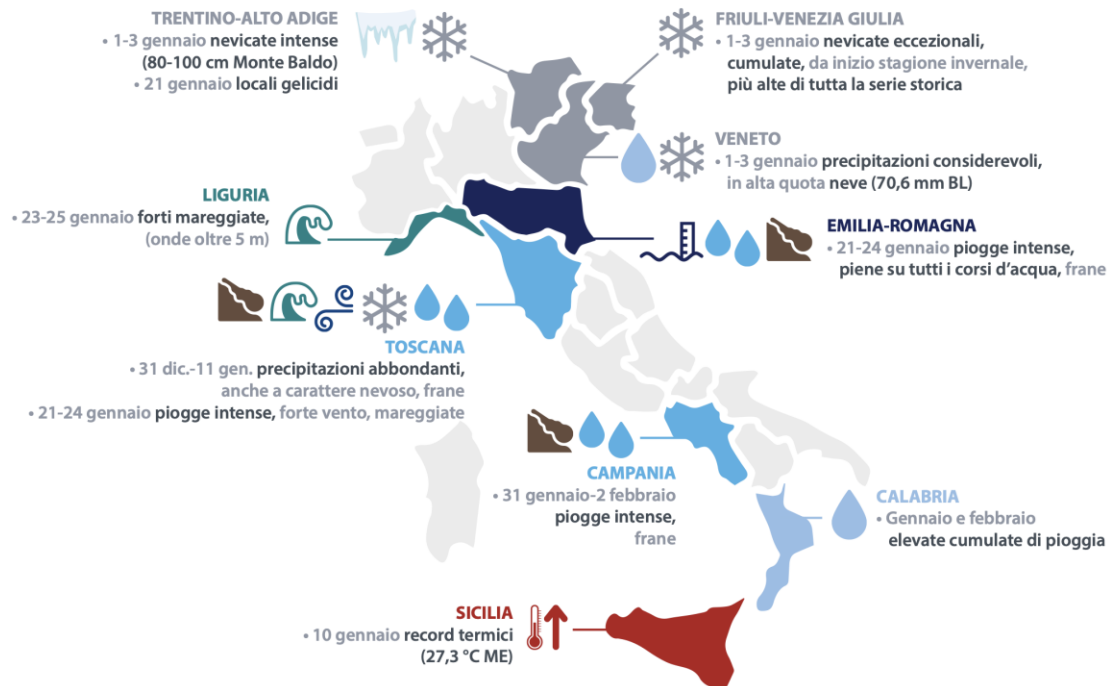 TRENTINO-ALTO ADIGE
• 1-3 gennaio nevicate intense
(80-100 cm Monte Baldo)
• 21 gennaio locali gelicidi
FRIULI-VENEZIA GIULIA
• 1-3 gennaio nevicate eccezionali,
cumulate, da inizio stagione invernale,
più alte di tutta la serie storica
VENETO
• 1-3 gennaio precipitazioni considerevoli,
in alta quota neve (70,6 mm BL)
LIGURIA
• 23-25 gennaio forti mareggiate,
(onde oltre 5 m)
EMILIA-ROMAGNA
• 21-24 gennaio piogge intense,
piene su tutti i corsi d’acqua, frane
TOSCANA
• 31 dic.-11 gen. precipitazioni abbondanti,
anche a carattere nevoso, frane
• 21-24 gennaio piogge intense, forte vento, mareggiate
CAMPANIA
• 31 gennaio-2 febbraio
piogge intense,
frane
CALABRIA
• Gennaio e febbraio
elevate cumulate di pioggia
SICILIA
• 10 gennaio record termici
(27,3 °C ME)